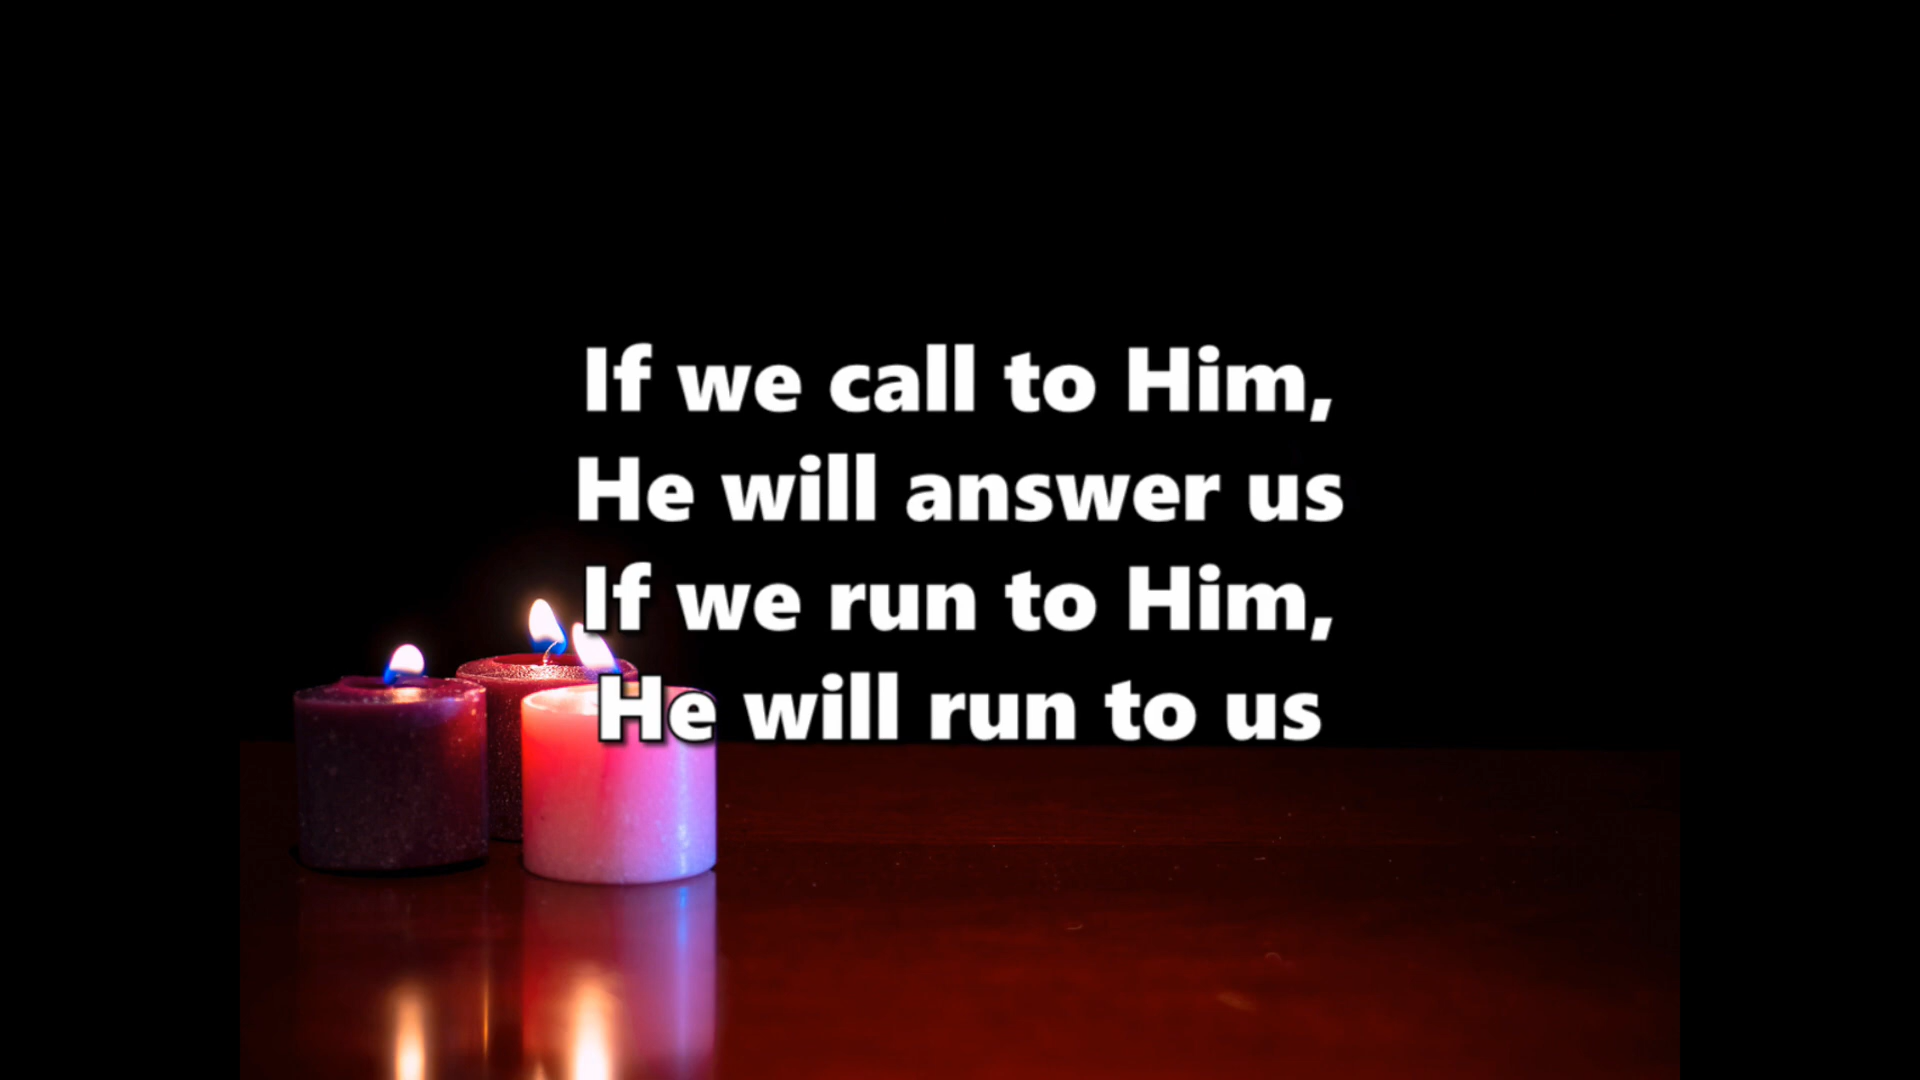 If we call to Him,
He will answer us
If we run to Him,
He will run to us